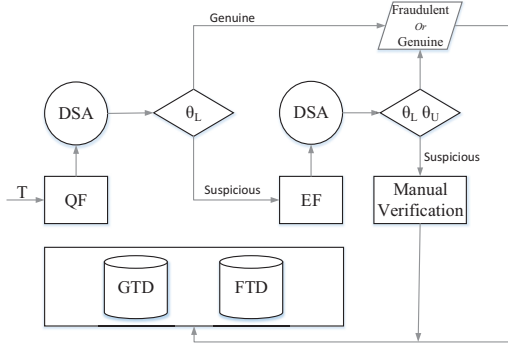 Fraudulent
Or
Genuine
Genuine
DSA
θL
DSA
θL θU
Suspicious
T
QF
Suspicious
EF
Manual
Verification
GTD
FTD